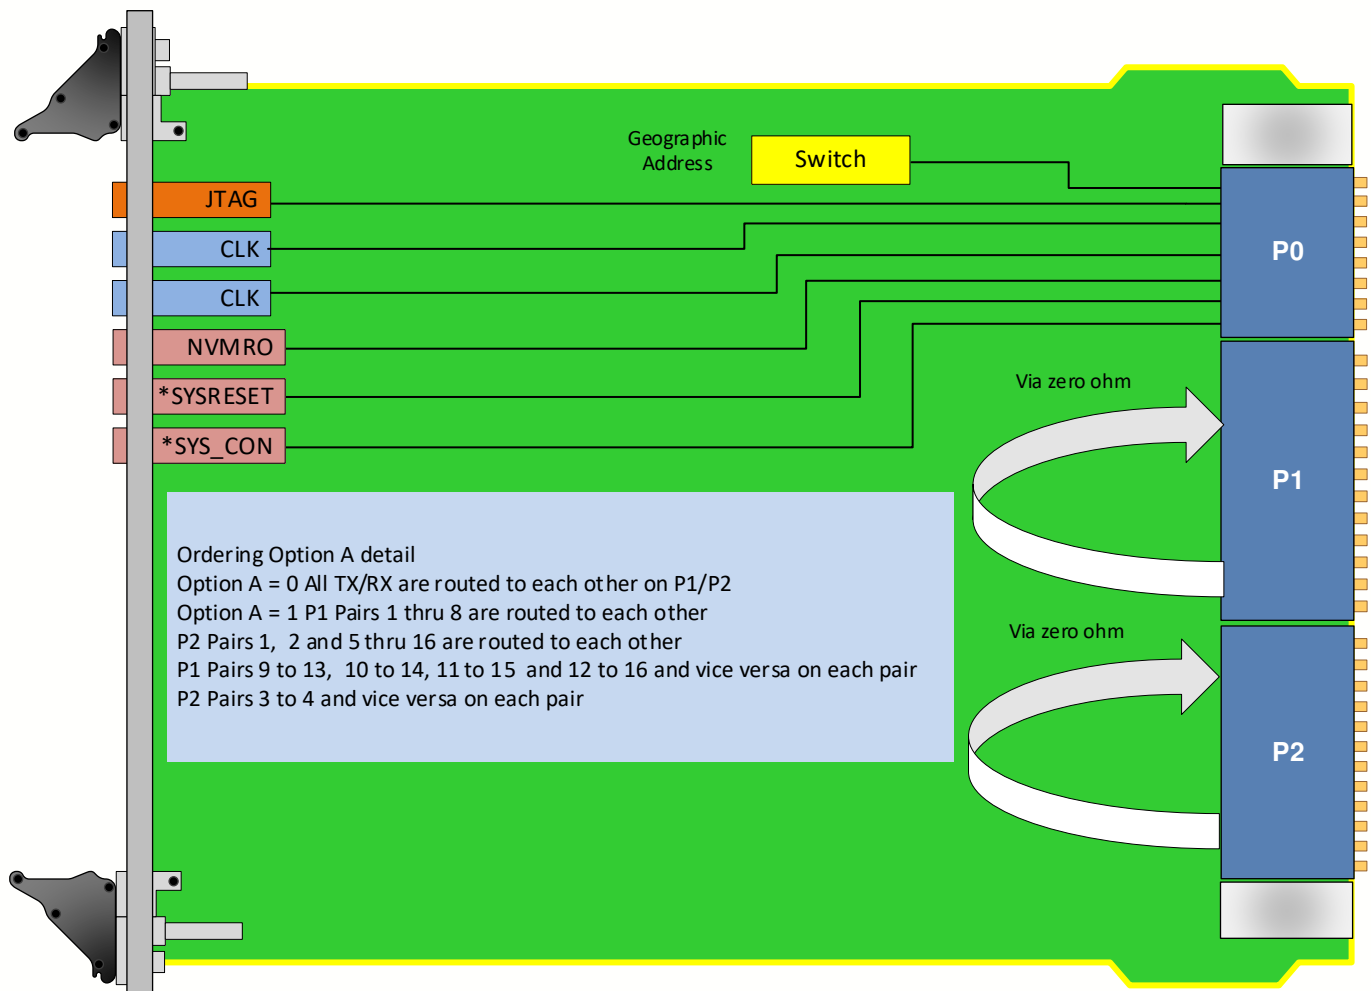 Geographic
Address
Switch
JTAG
CLK
CLK
NVMRO
*SYSRESET
*SYS_CON
P0
Via zero ohm
P1
Ordering Option A detail
Option A = 0 All TX/RX are routed to each other on P1/P2
Option A = 1 P1 Pairs 1 thru 8 are routed to each other
P2 Pairs 1, 2 and 5 thru 16 are routed to each other
P1 Pairs 9 to 13, 10 to 14, 11 to 15 and 12 to 16 and vice versa on each pair
P2 Pairs 3 to 4 and vice versa on each pair
Via zero ohm
P2